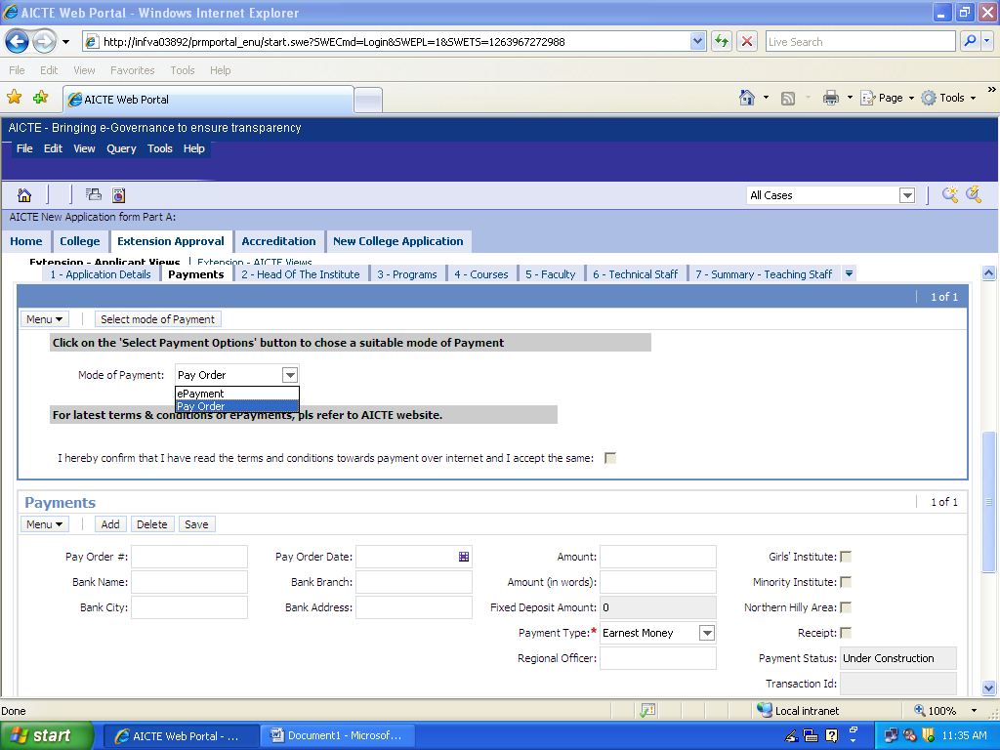 AICTE Web Portal - Windows Internet Explorer
http://infva03892/prmportal_enu/start.swe?SWECmd=Login&SWEPL=1&SWETS=1263967272988
Live Search
File Edit View Favorites Tools Help
AICTE Web Portal
Page Tools »
AICTE - Bringing e-Governance to ensure transparency
File Edit View Query Tools Help
All Cases
AICTE New Application form Part A:
Home College Extension Approval Accreditation New College Application
Extension - Applicant Views Extension - AICTE Views
1 - Application Details Payments 2 - Head Of The Institute 3 - Programs 4 - Courses 5 - Faculty 6 - Technical Staff 7 - Summary - Teaching Staff
1 of 1
Menu Select mode of Payment
Click on the 'Select Payment Options' button to chose a suitable mode of Payment
Mode of Payment: Pay Order
ePayment
Pay Order
For latest terms & conditions of ePayments, pls refer to AICTE website.
I hereby confirm that I have read the terms and conditions towards payment over internet and I accept the same:
Payments 1 of 1
Menu Add Delete Save
Pay Order #: Pay Order Date: Amount: Girls' Institute:
Bank Name: Bank Branch: Amount (in words): Minority Institute:
Bank City: Bank Address: Fixed Deposit Amount: 0 Northern Hilly Area:
Payment Type:* Earnest Money Receipt:
Regional Officer: Payment Status: Under Construction
Transaction Id:
Done Local intranet 100%
start AICTE Web Portal - ... Document1 - Microsof... 11:35 AM